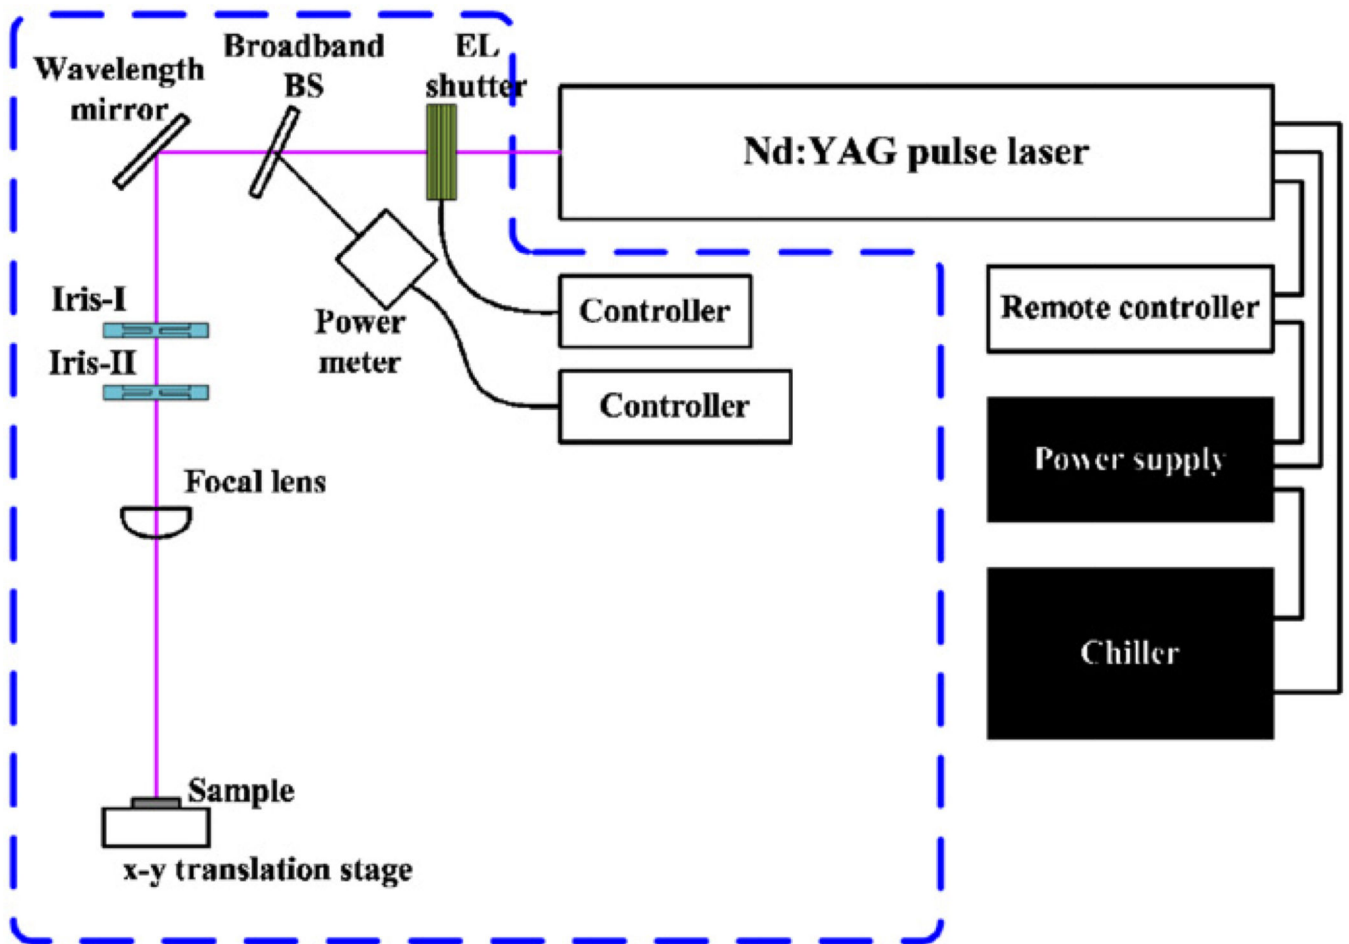 Broadband
BS
EL
shutter
Wavelength
mirror
Nd:YAG pulse laser
Iris-I
Iris-II
Power
meter
Controller
Controller
Remote controller
Power supply
Chiller
Focal lens
Sample
x-y translation stage